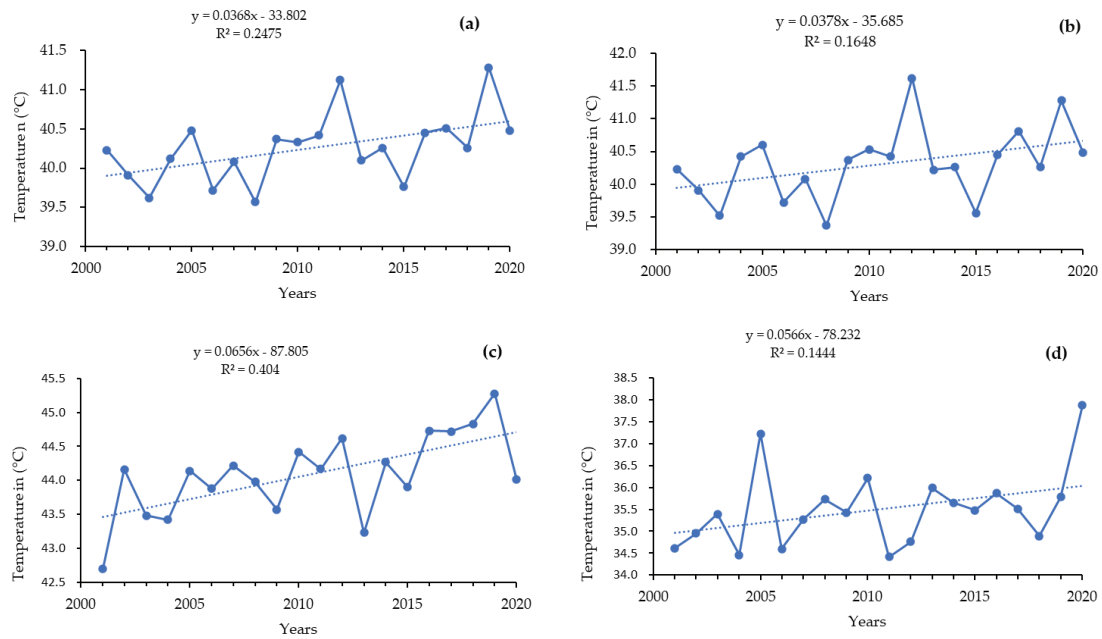 y = 0.0368x - 33.802
R² = 0.2475
(a)
Temperature n (°C)
41.5
41.0
40.5
40.0
39.5
39.0
2000
2005
2010
2015
2020
Years
y = 0.0378x - 35.685
R² = 0.1648
(b)
Temperature in (°C)
42.0
41.5
41.0
40.5
40.0
39.5
39.0
2000
2005
2010
2015
2020
Years
y = 0.0656x - 87.805
R² = 0.404
(c)
Temperature in (°C)
45.5
45.0
44.5
44.0
43.5
43.0
42.5
2000
2005
2010
2015
2020
Years
y = 0.0566x - 78.232
R² = 0.1444
(d)
Temperature in (°C)
38.5
38.0
37.5
37.0
36.5
36.0
35.5
35.0
34.5
34.0
2000
2005
2010
2015
2020
Years